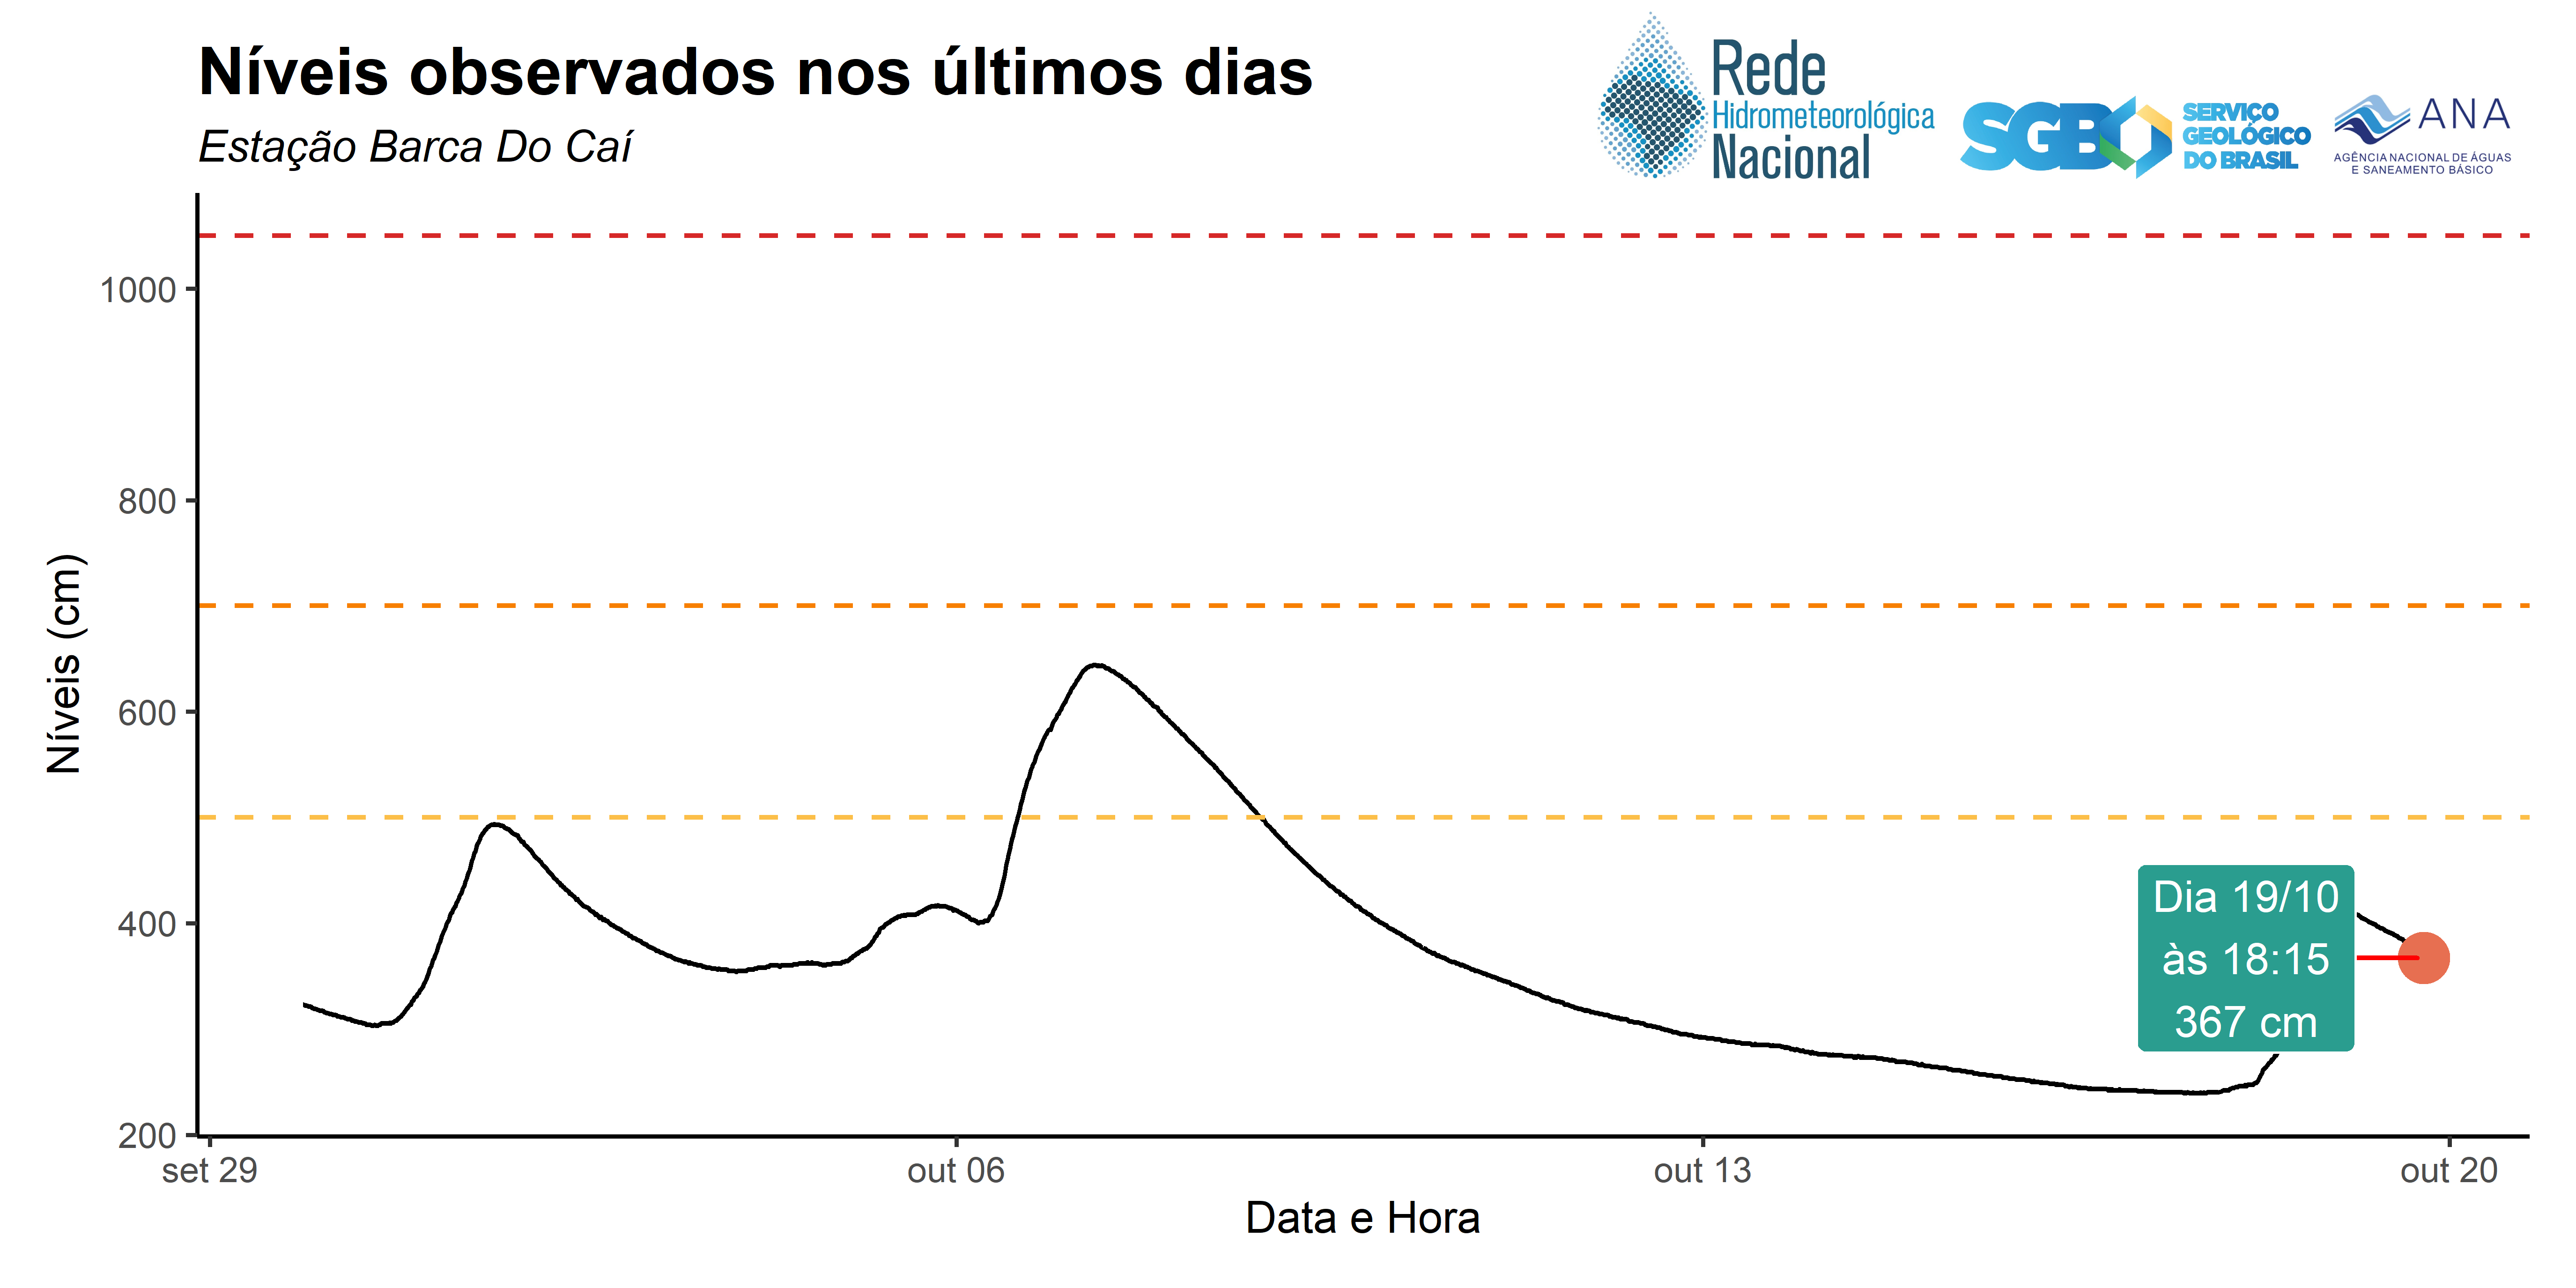 Níveis observados nos últimos dias
Estação Barca Do Caí
Rede
Hidrometeorológica
Nacional
SGB
SERVIÇO
GEOLÓGICO
DO BRASIL
ANA
AGÊNCIA NACIONAL DE ÁGUAS
E SANEAMENTO BÁSICO
Níveis (cm)
1000
800
600
400
200
Dia 19/10
às 18:15
367 cm
set 29
out 06
out 13
out 20
Data e Hora